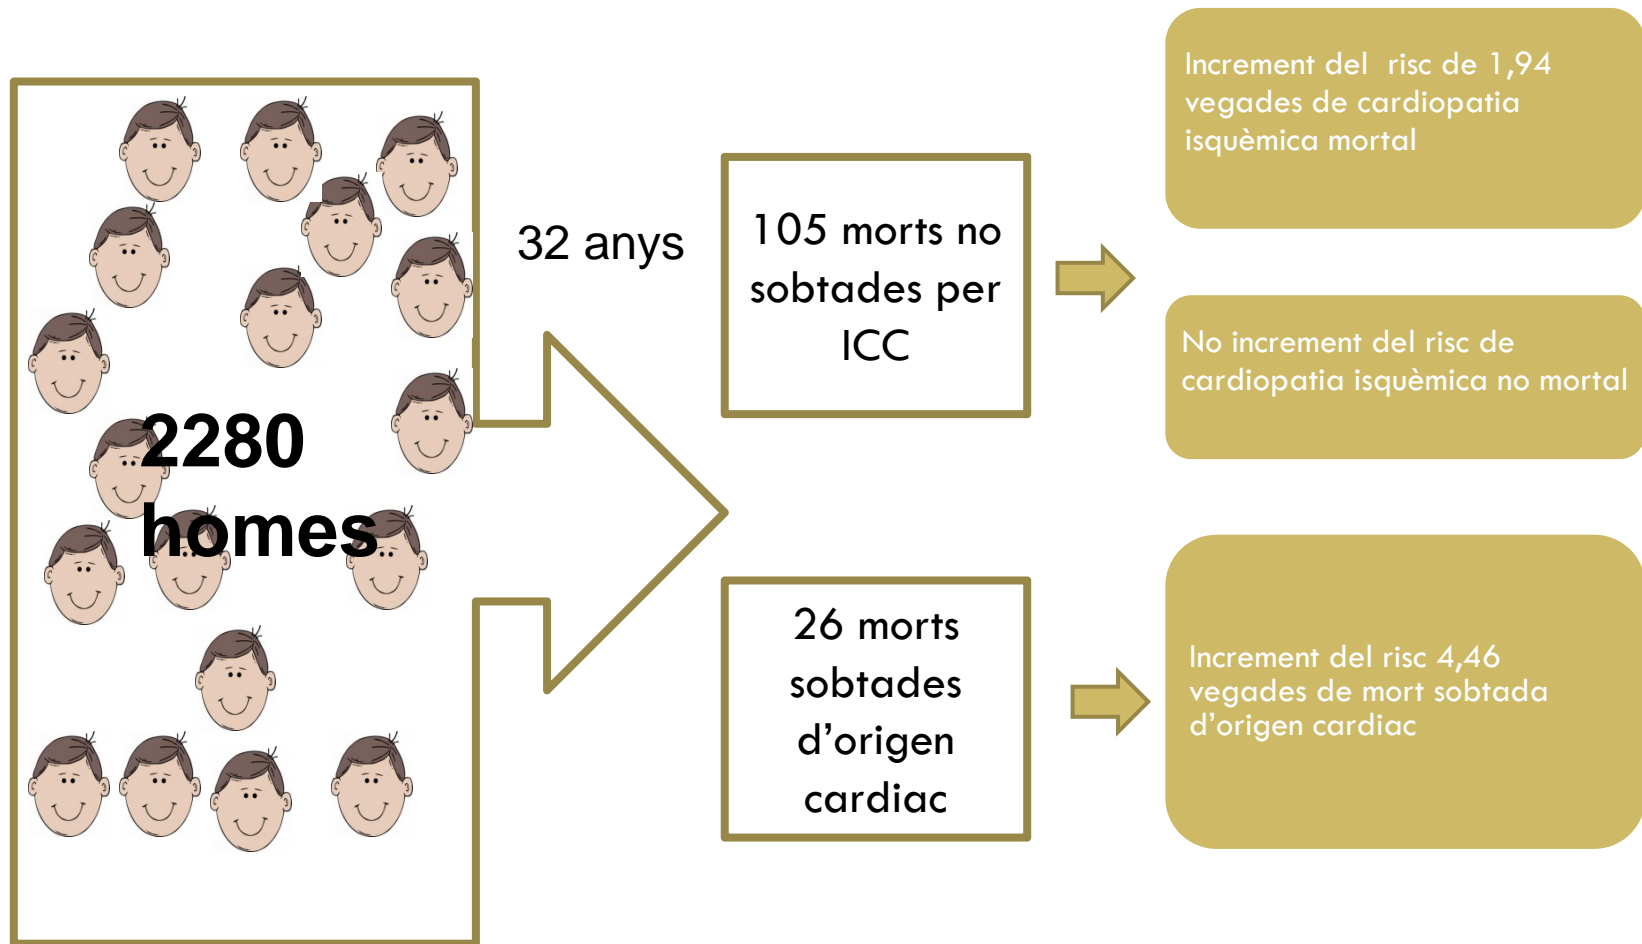 2280
homes
32 anys
105 morts no
sobtades per
ICC
Increment del risc de 1,94
vegades de cardiopatia
isquèmica mortal
No increment del risc de
cardiopatia isquèmica no mortal
26 morts
sobtades
d’origen
cardiac
Increment del risc 4,46
vegades de mort sobtada
d’origen cardiac